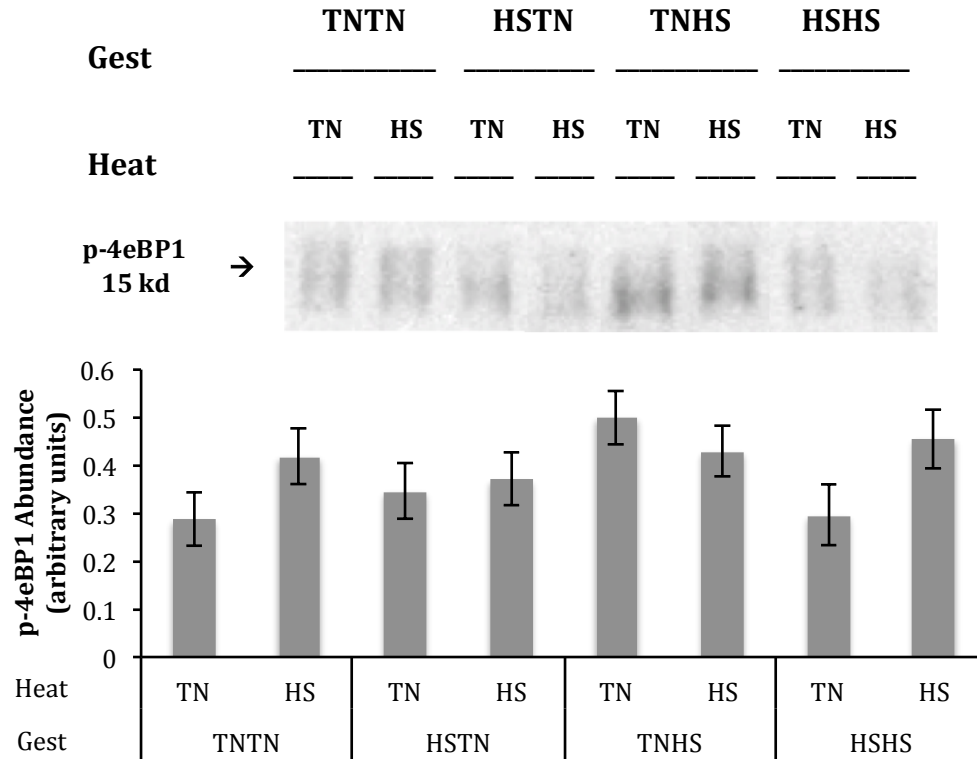 TNTN HSTN TNHS HSHS
Gest
TN HS TN HS TN HS TN HS
Heat
p-4eBP1
15 kd →
p-4eBP1 Abundance
(arbitrary units)
0.6
0.5
0.4
0.3
0.2
0.1
0
Heat TN HS TN HS TN HS TN HS
Gest TNTN HSTN TNHS HSHS